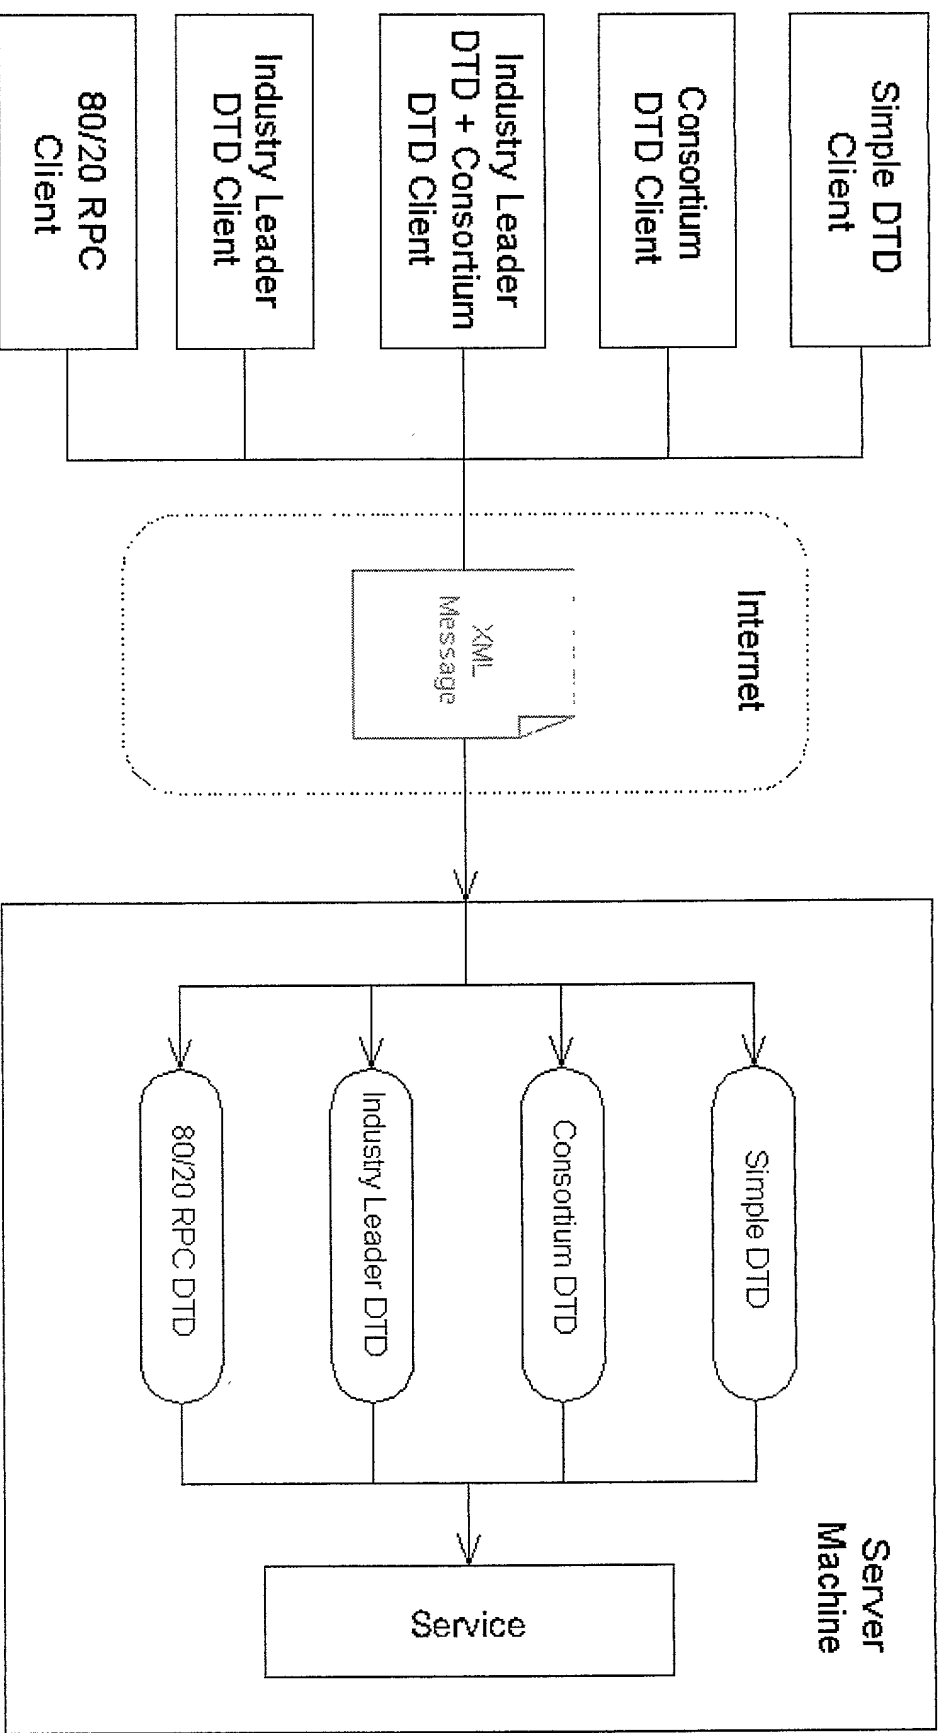 Simple DTD
Client
Consortium
DTD Client
Industry Leader
DTD + Consortium
DTD Client
Industry Leader
DTD Client
80/20 RPC
Client
Internet
XML
Message
Server
Machine
Simple DTD
Consortium DTD
Industry Leader DTD
80/20 RPC DTD
Service